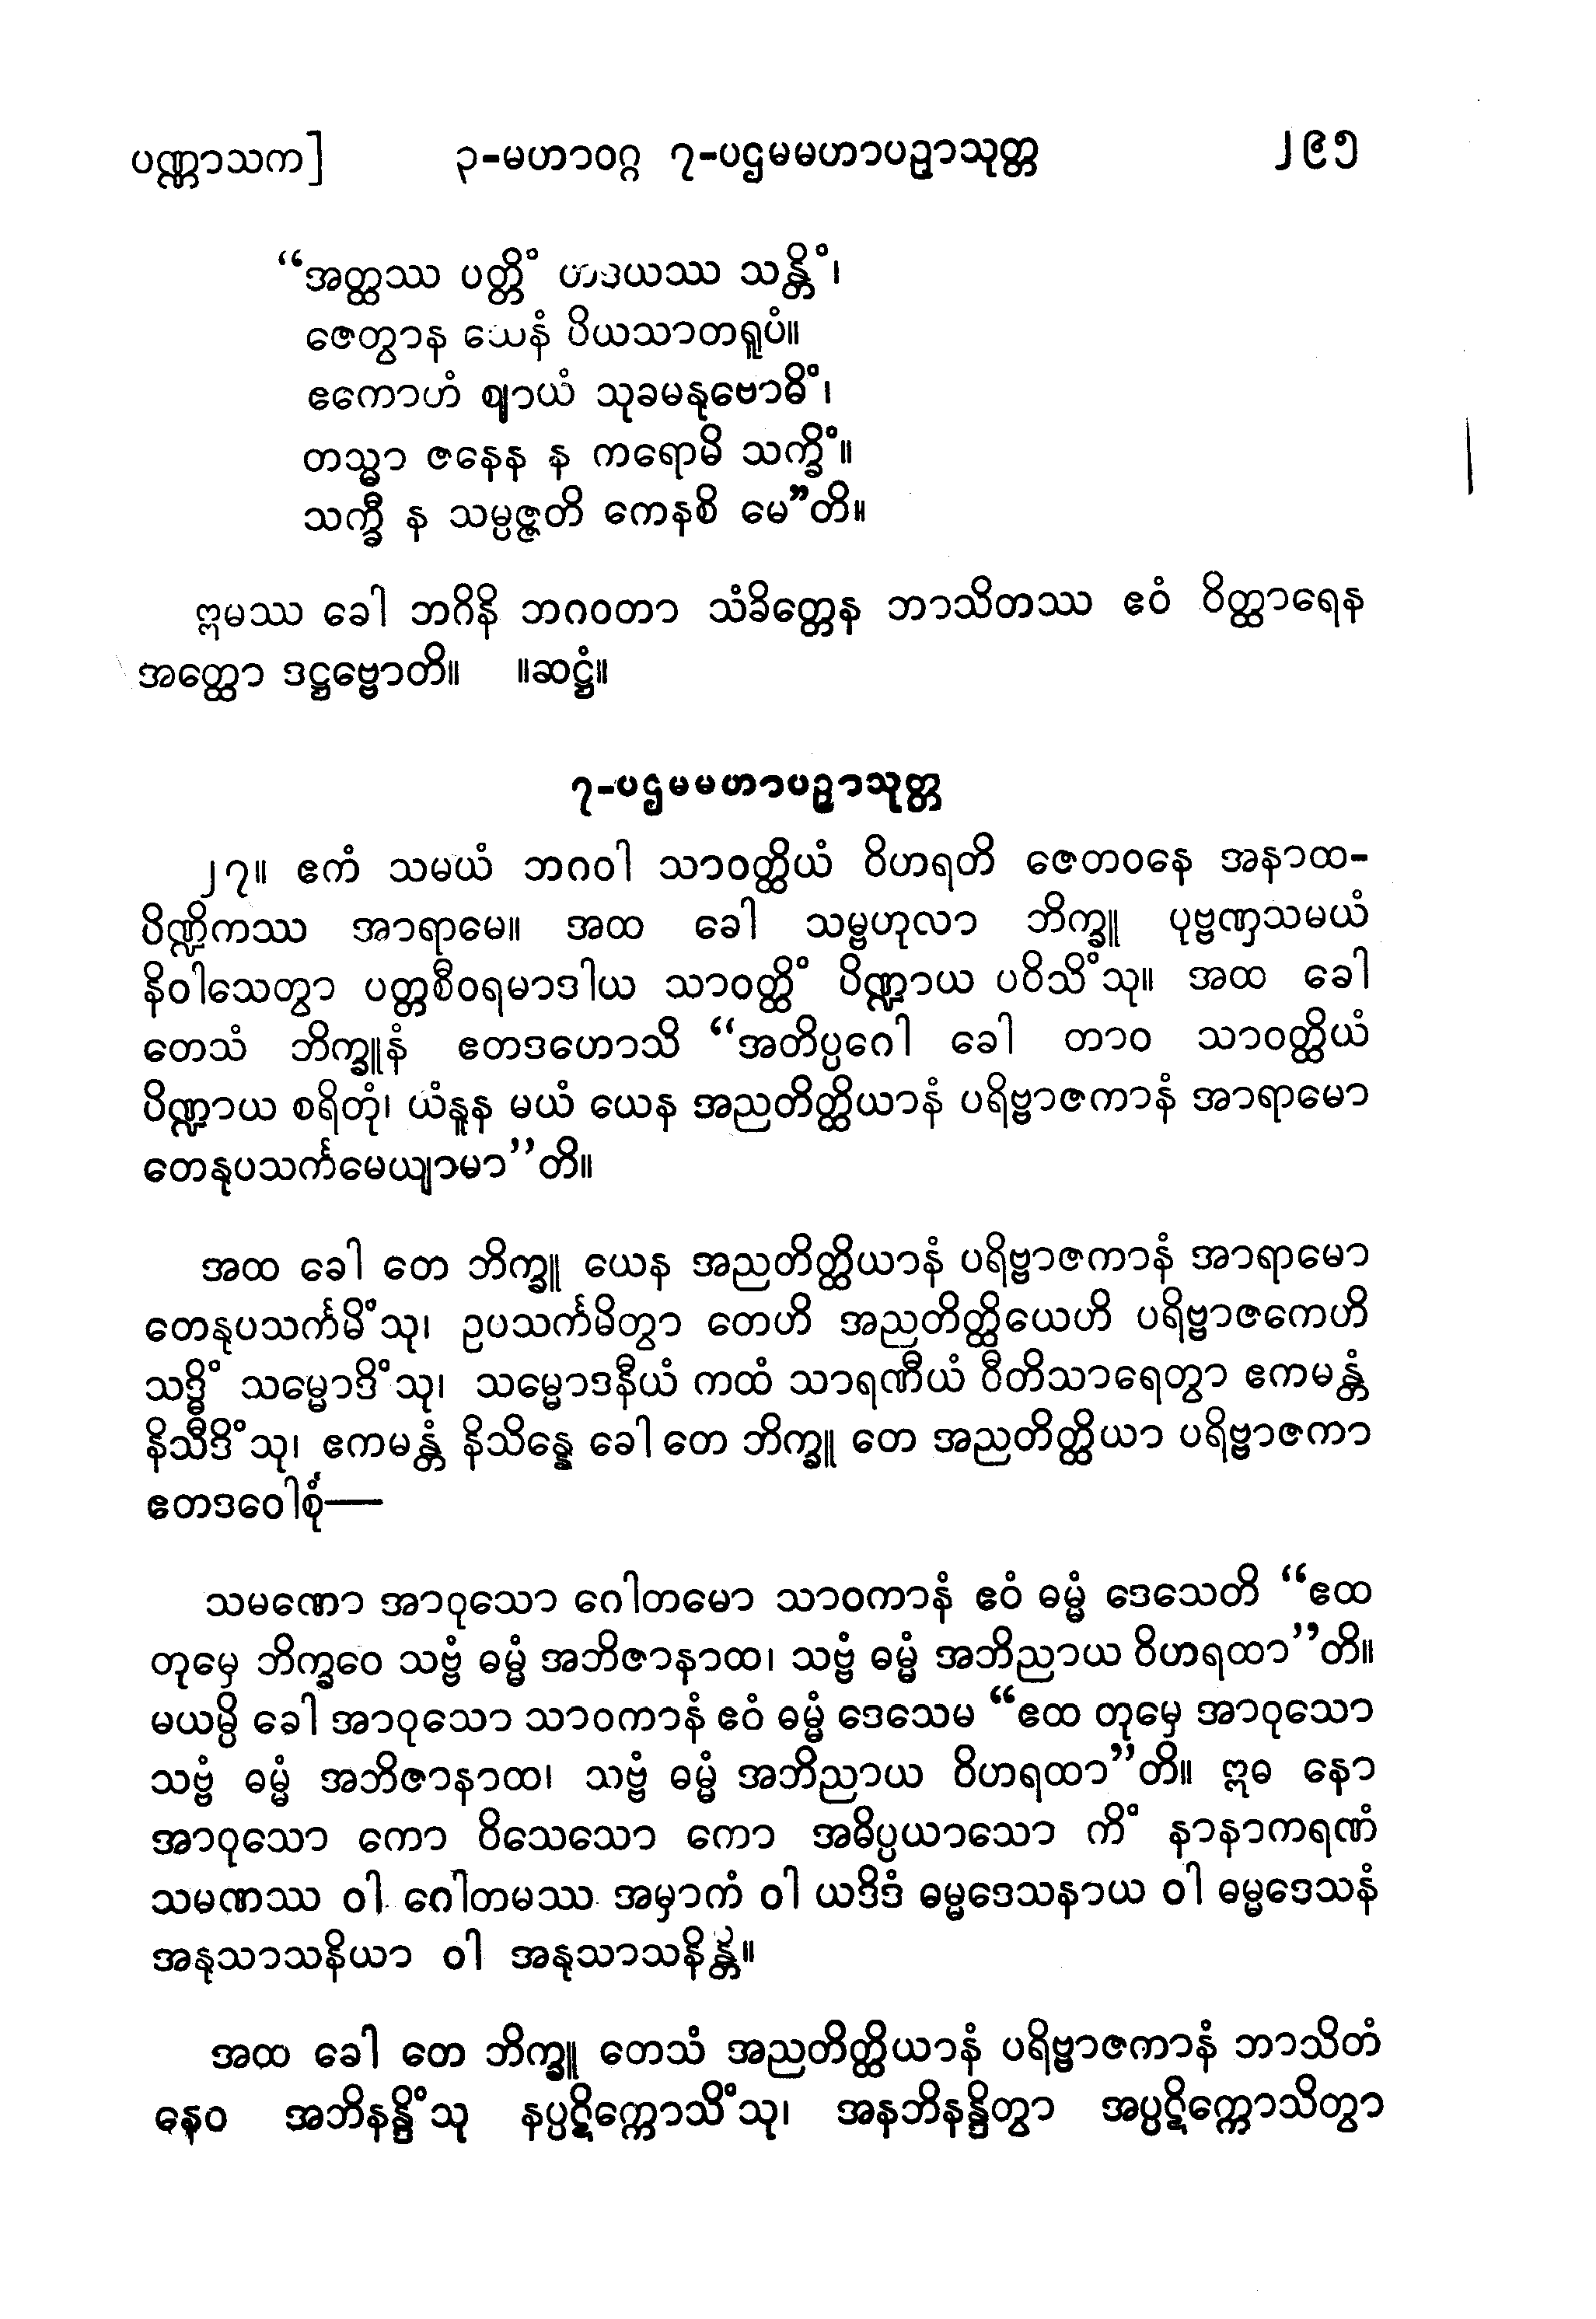 ပဏ္ဏာသက] ၃-မဟာဝဂ္ဂ ၇-ပဌမမဟာပဥှာသုတ္တ ၂၉၅
“အတ္ထဿ ပတ္တိံ ဟဒယဿ သန္တိံ၊
ဇေတွာန သေနံ ပိယသာတရူပံ။
ဧကောဟံ ဈာယံ သုခမနုဗောဓိံ၊
တသ္မာ ဇနေန န ကရောမိ သက္ခိံ။
သက္ခီ န သမ္ပဇ္ဇတိ ကေနစိ မေ”တိ။
ဣမဿ ခေါ ဘဂိနိ ဘဂဝတာ သံခိတ္တေန ဘာသိတဿ ဧဝံ ဝိတ္ထာရေန
အတ္ထော ဒဋ္ဌဗ္ဗောတိ။ ။ဆဋ္ဌံ။
၇-ပဌမမဟာပဥှာသုတ္တ
၂၇။ ဧကံ သမယံ ဘဂဝါ သာဝတ္ထိယံ ဝိဟရတိ ဇေတဝနေ အနာထ-
ပိဏ္ဍိကဿ အာရာမေ။ အထ ခေါ သမ္ဗဟုလာ ဘိက္ခူ ပုဗ္ဗဏှသမယံ
နိဝါသေတွာ ပတ္တစီဝရမာဒါယ သာဝတ္ထိံ ပိဏ္ဍာယ ပဝိသိံသု။ အထ ခေါ
တေသံ ဘိက္ခူနံ ဧတဒဟောသိ “အတိပ္ပဂေါ ခေါ တာဝ သာဝတ္ထိယံ
ပိဏ္ဍာယ စရိတုံ၊ ယံနူန မယံ ယေန အညတိတ္ထိယာနံ ပရိဗ္ဗာဇကာနံ အာရာမော
တေနုပသင်္ကမေယျာမာ”တိ။
အထ ခေါ တေ ဘိက္ခူ ယေန အညတိတ္ထိယာနံ ပရိဗ္ဗာဇကာနံ အာရာမော
တေနုပသင်္ကမိံသု၊ ဥပသင်္ကမိတွာ တေဟိ အညတိတ္ထိယေဟိ ပရိဗ္ဗာဇကေဟိ
သဒ္ဓိံ သမ္မောဒိံသု၊ သမ္မောဒနီယံ ကထံ သာရဏီယံ ဝီတိသာရေတွာ ဧကမန္တံ
နိသီဒိံသု၊ ဧကမန္တံ နိသိန္နေ ခေါ တေ ဘိက္ခူ တေ အညတိတ္ထိယာ ပရိဗ္ဗာဇကာ
ဧတဒဝေါစုံ—
သမဏော အာဝုသော ဂေါတမော သာဝကာနံ ဧဝံ ဓမ္မံ ဒေသေတိ “ဧထ
တုမှေ ဘိက္ခဝေ သဗ္ဗံ ဓမ္မံ အဘိဇာနာထ၊ သဗ္ဗံ ဓမ္မံ အဘိညာယ ဝိဟရထာ”တိ။
မယမ္ပိ ခေါ အာဝုသော သာဝကာနံ ဧဝံ ဓမ္မံ ဒေသေမ “ဧထ တုမှေ အာဝုသော
သဗ္ဗံ ဓမ္မံ အဘိဇာနာထ၊ သဗ္ဗံ ဓမ္မံ အဘိညာယ ဝိဟရထာ”တိ။ ဣဓ နော
အာဝုသော ကော ဝိသေသော ကော အဓိပ္ပယာသော ကိံ နာနာကရဏံ
သမဏဿ ဝါ ဂေါတမဿ အမှာကံ ဝါ ယဒိဒံ ဓမ္မဒေသနာယ ဝါ ဓမ္မဒေသနံ
အနုသာသနိယာ ဝါ အနုသာသနိန္တိ။
အထ ခေါ တေ ဘိက္ခူ တေသံ အညတိတ္ထိယာနံ ပရိဗ္ဗာဇကာနံ ဘာသိတံ
နေဝ အဘိနန္ဒိံသု နပ္ပဋိက္ကောသိံသု၊ အနဘိနန္ဒိတွာ အပ္ပဋိက္ကောသိတွာ